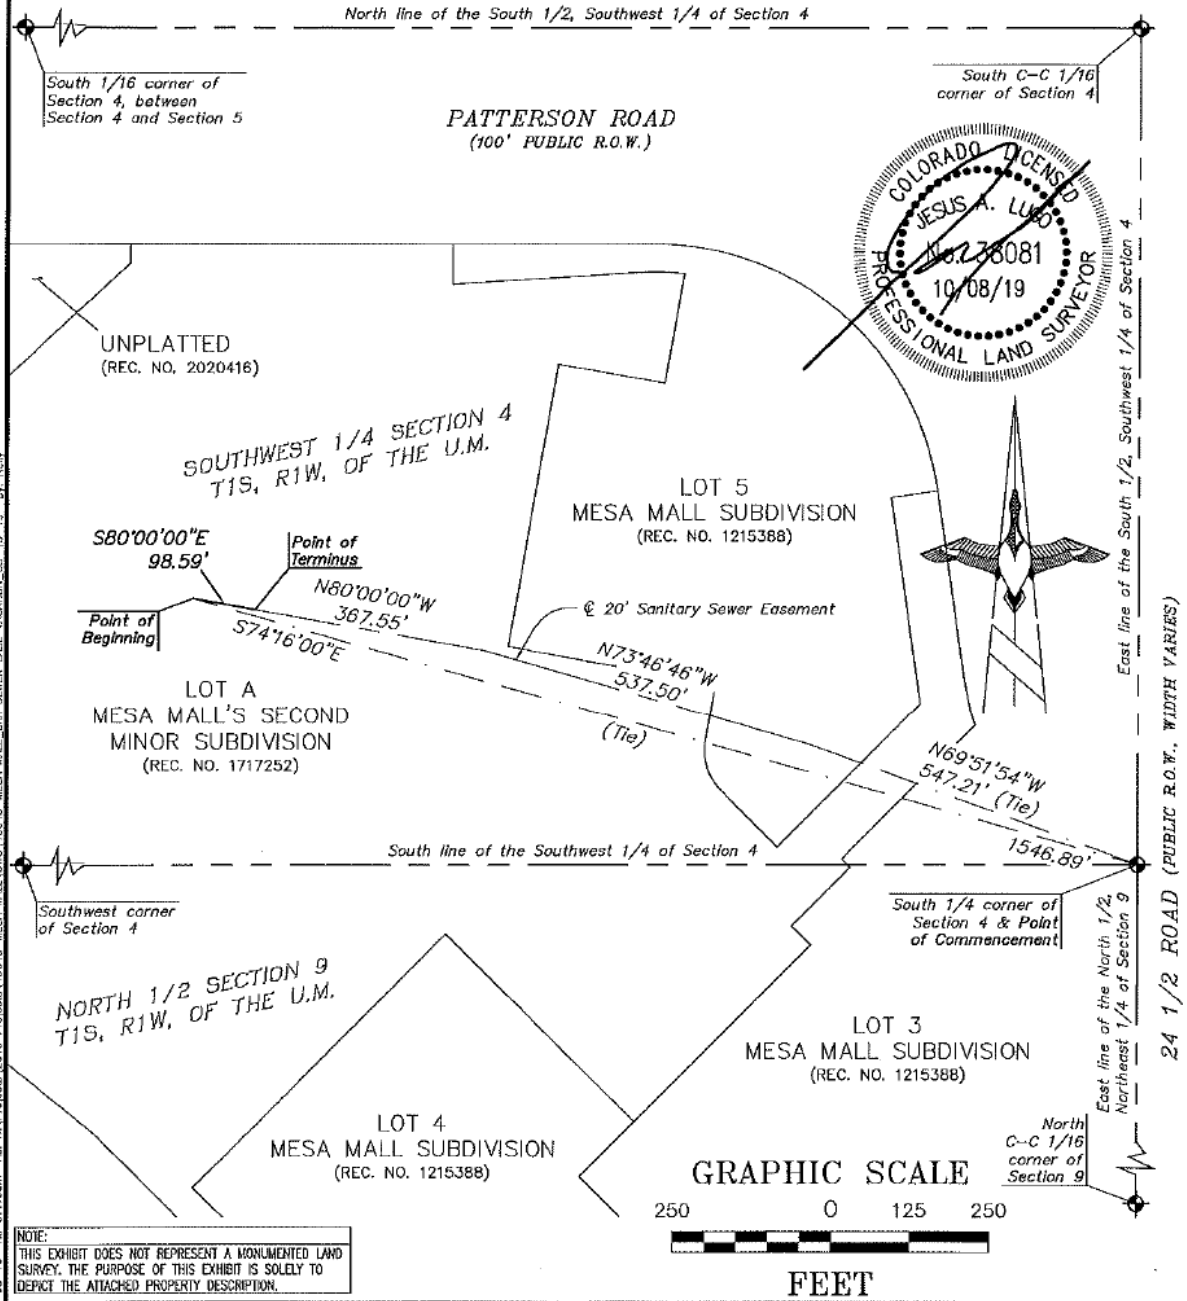 North line of the South 1/2, Southwest 1/4 of Section 4
South 1/16 corner of
Section 4, between
Section 4 and Section 5
South C-C 1/16
corner of Section 4
PATTERSON ROAD
(100' PUBLIC R.O.W.)
COLORADO LICENSED
JESUS A. LUGO
No. 38081
10/08/19
PROFESSIONAL LAND SURVEYOR
UNPLATTED
(REC. NO. 2020416)
SOUTHWEST 1/4 SECTION 4
T1S, R1W, OF THE U.M.
LOT 5
MESA MALL SUBDIVISION
(REC. NO. 1215388)
East line of the South 1/2, Southwest 1/4 of Section 4
S80°00'00"E
98.59'
Point of
Terminus
N80°00'00"W
367.55'
Point of
Beginning
S74°16'00"E
℄ 20' Sanitary Sewer Easement
N73°46'46"W
537.50'
(Tie)
LOT A
MESA MALL'S SECOND
MINOR SUBDIVISION
(REC. NO. 1717252)
N69°51'54"W
547.21' (Tie)
1546.89'
24 1/2 ROAD (PUBLIC R.O.W., WIDTH VARIES)
South line of the Southwest 1/4 of Section 4
Southwest corner
of Section 4
South 1/4 corner of
Section 4 & Point
of Commencement
East line of the North 1/2,
Northeast 1/4 of Section 9
NORTH 1/2 SECTION 9
T1S, R1W, OF THE U.M.
LOT 3
MESA MALL SUBDIVISION
(REC. NO. 1215388)
LOT 4
MESA MALL SUBDIVISION
(REC. NO. 1215388)
North
C-C 1/16
corner of
Section 9
GRAPHIC SCALE
250 0 125 250
FEET
NOTE:
THIS EXHIBIT DOES NOT REPRESENT A MONUMENTED LAND
SURVEY. THE PURPOSE OF THIS EXHIBIT IS SOLELY TO
DEPICT THE ATTACHED PROPERTY DESCRIPTION.